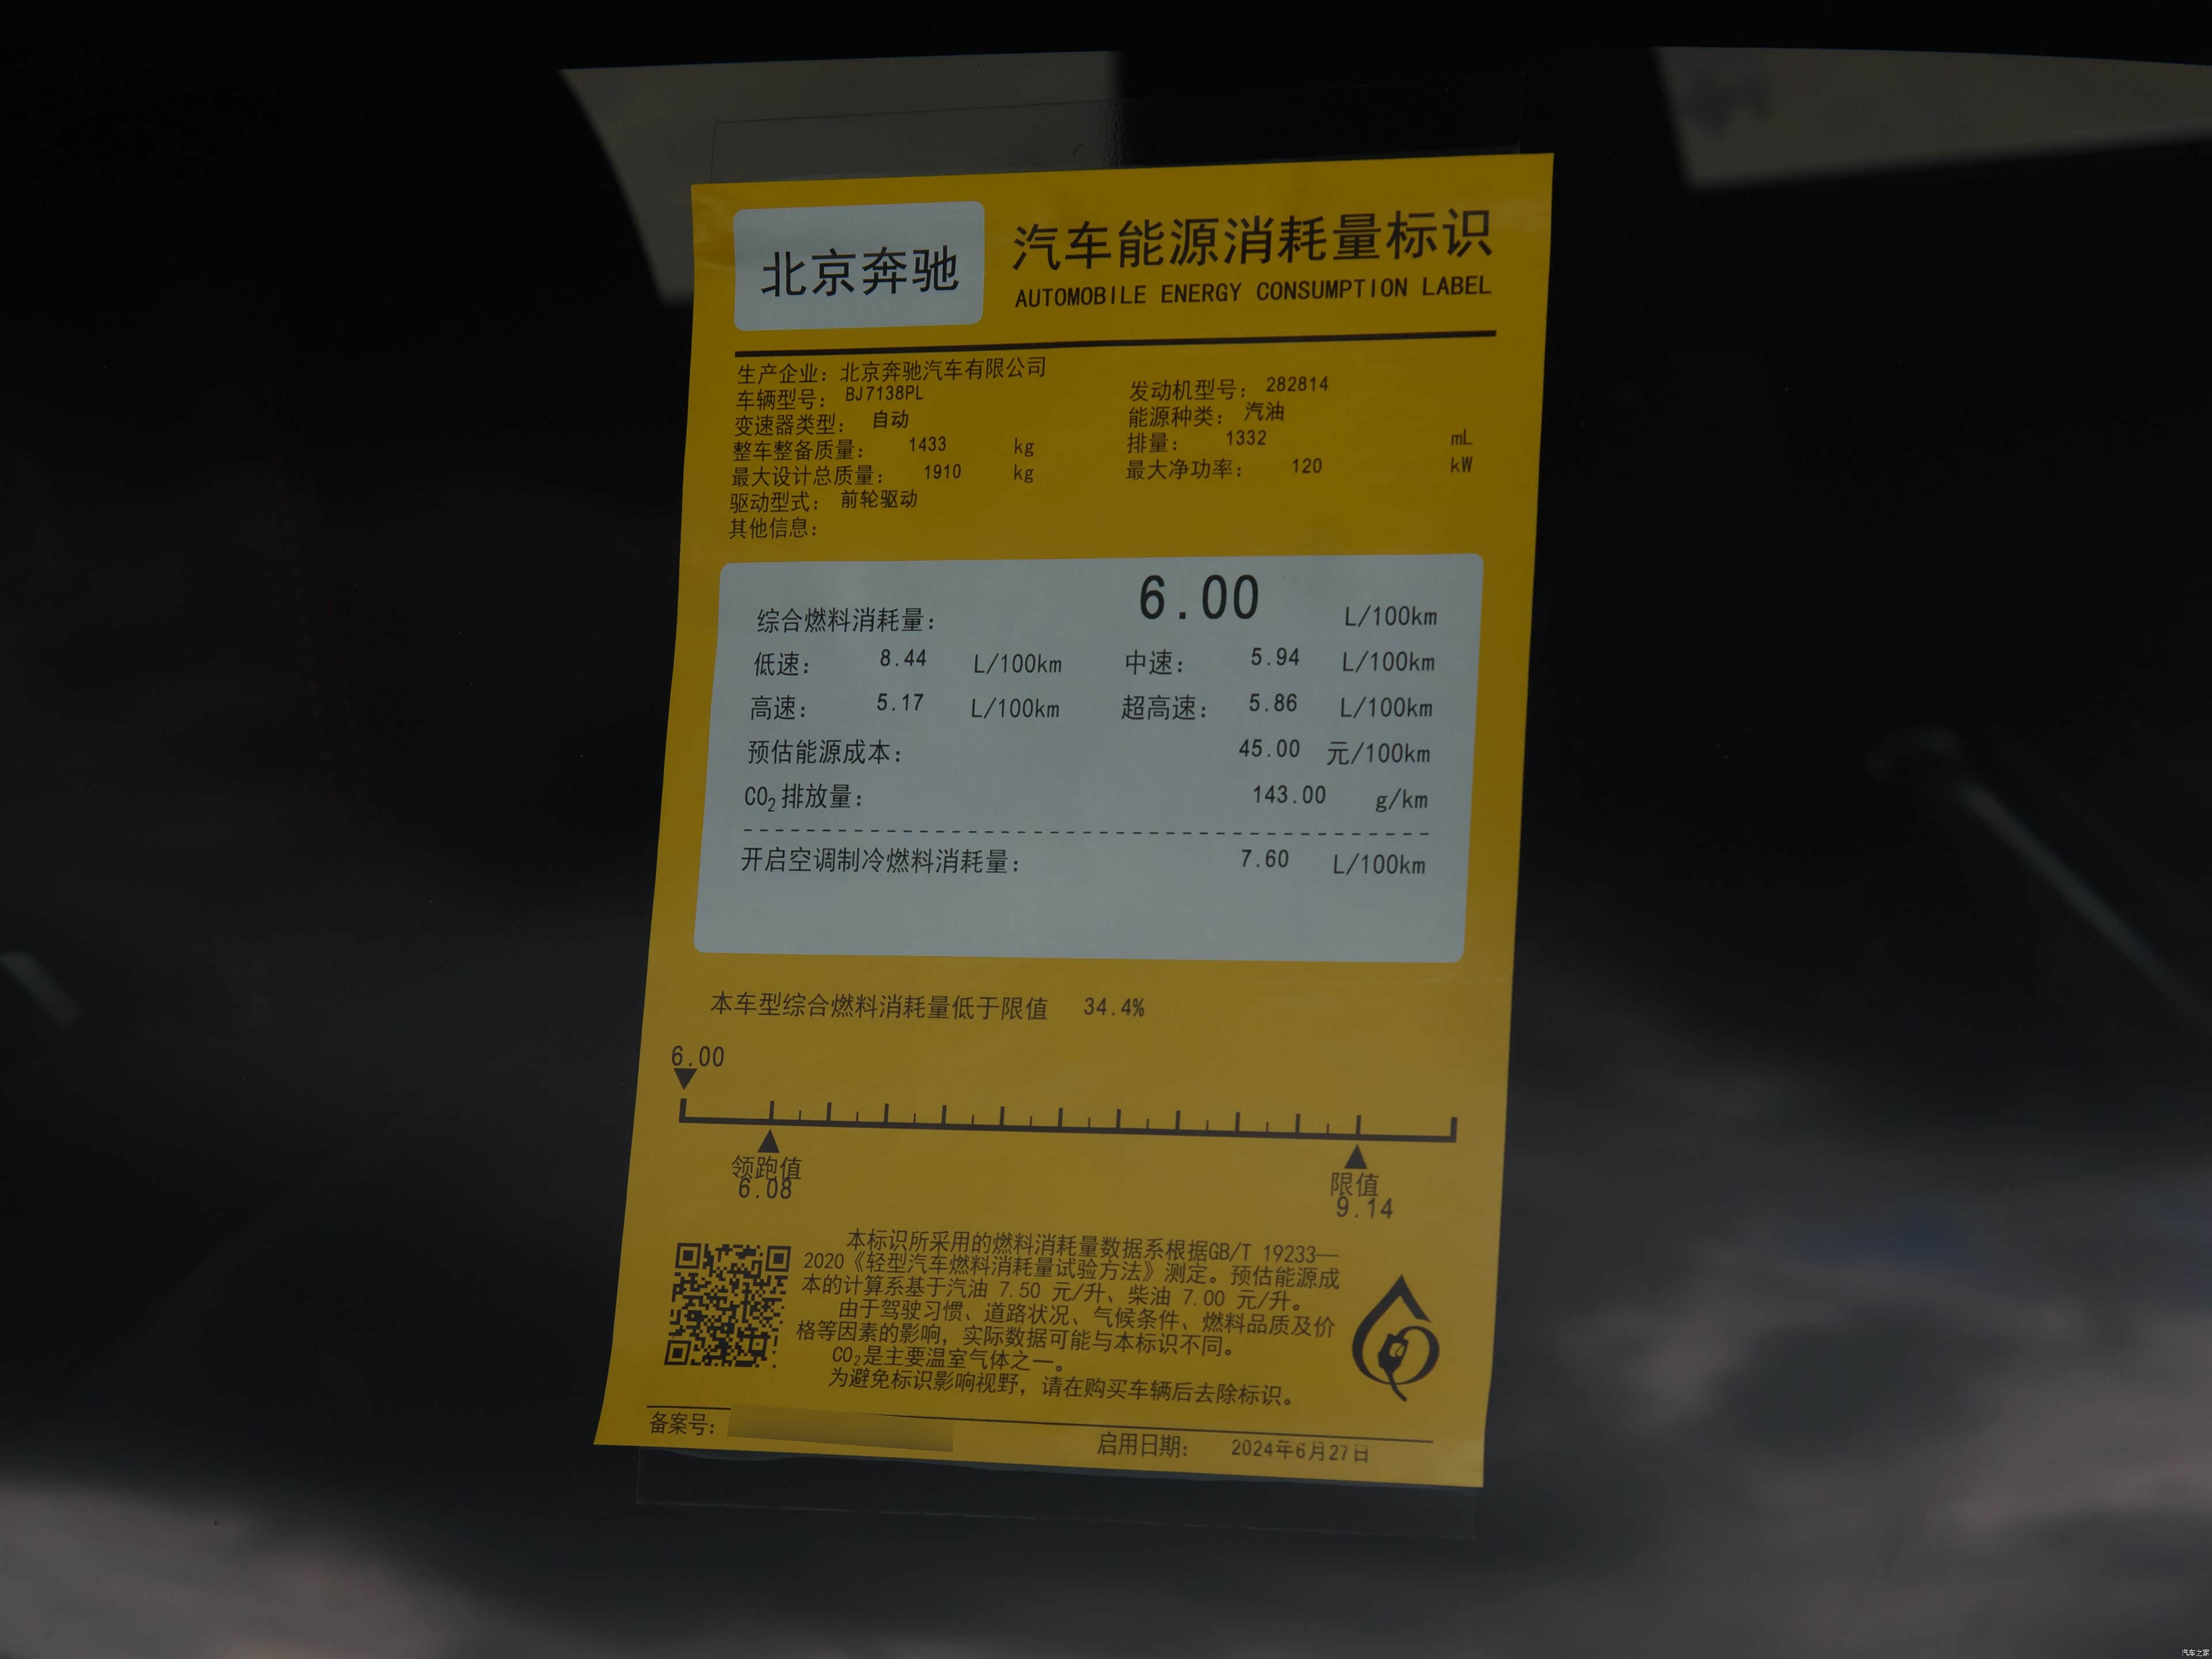 北京奔驰
汽车能源消耗量标识
AUTOMOBILE ENERGY CONSUMPTION LABEL
生产企业: 北京奔驰汽车有限公司
车辆型号: BJ7138PL 发动机型号: 282814
变速器类型: 自动 能源种类: 汽油
整车整备质量: 1433 kg 排量: 1332 mL
最大设计总质量: 1910 kg 最大净功率: 120 kW
驱动型式: 前轮驱动
其他信息:
综合燃料消耗量: 6.00 L/100km
低速: 8.44 L/100km 中速: 5.94 L/100km
高速: 5.17 L/100km 超高速: 5.86 L/100km
预估能源成本: 45.00 元/100km
CO₂排放量: 143.00 g/km
开启空调制冷燃料消耗量: 7.60 L/100km
本车型综合燃料消耗量低于限值 34.4%
6.00
领跑值 限值
6.08 9.14
本标识所采用的燃料消耗量数据系根据GB/T 19233—
2020《轻型汽车燃料消耗量试验方法》测定。预估能源成
本的计算系基于汽油 7.50 元/升、柴油 7.00 元/升。
由于驾驶习惯、道路状况、气候条件、燃料品质及价
格等因素的影响，实际数据可能与本标识不同。
CO₂是主要温室气体之一。
为避免标识影响视野，请在购买车辆后去除标识。
备案号: 启用日期: 2024年6月27日
汽车之家